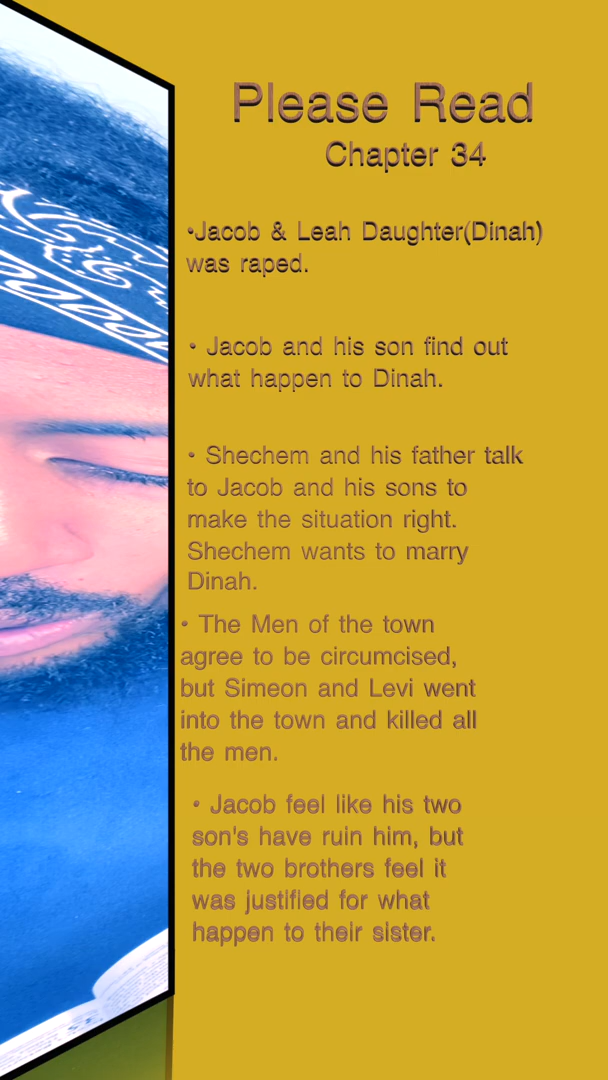 Please Read
Chapter 34
•Jacob & Leah Daughter(Dinah)
was raped.
• Jacob and his son find out
what happen to Dinah.
• Shechem and his father talk
to Jacob and his sons to
make the situation right.
Shechem wants to marry
Dinah.
• The Men of the town
agree to be circumcised,
but Simeon and Levi went
into the town and killed all
the men.
• Jacob feel like his two
son's have ruin him, but
the two brothers feel it
was justified for what
happen to their sister.